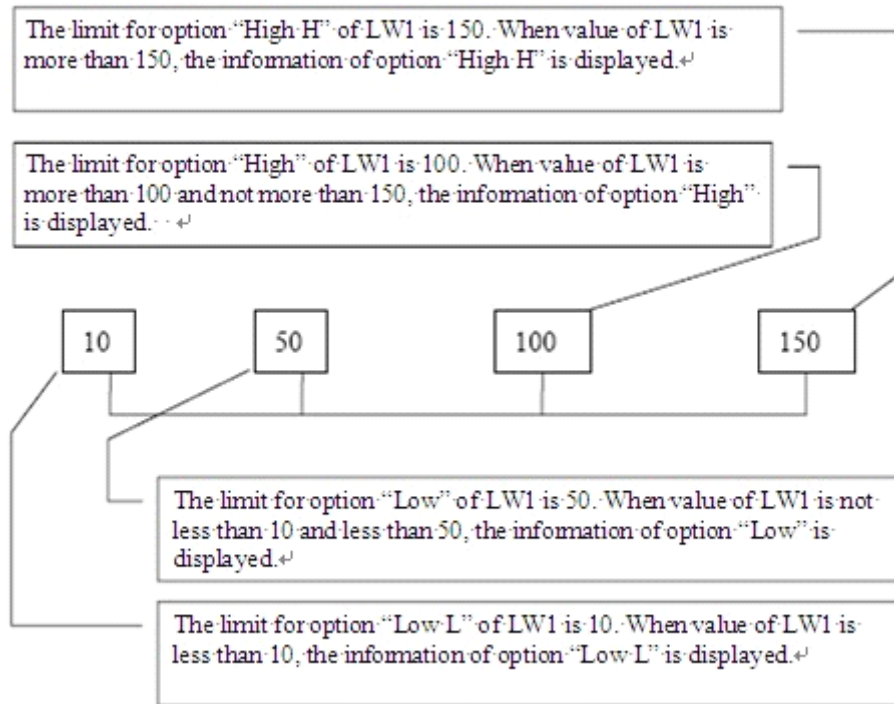 The limit for option “High H” of LW1 is 150. When value of LW1 is
more than 150, the information of option “High H” is displayed.↵
The limit for option “High” of LW1 is 100. When value of LW1 is
more than 100 and not more than 150, the information of option “High”
is displayed. ↵
10 50 100 150
The limit for option “Low” of LW1 is 50. When value of LW1 is not
less than 10 and less than 50, the information of option “Low” is
displayed.↵
The limit for option “Low L” of LW1 is 10. When value of LW1 is
less than 10, the information of option “Low L” is displayed.↵